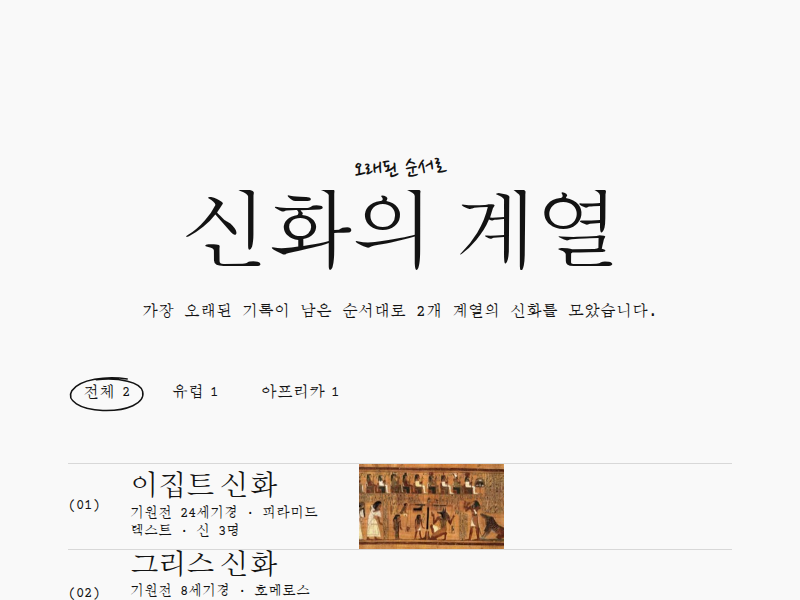 오래된 순서로
신화의 계열
가장 오래된 기록이 남은 순서대로 2개 계열의 신화를 모았습니다.
전체 2 유럽 1 아프리카 1
(01)
이집트 신화
기원전 24세기경 · 피라미드
텍스트 · 신 3명
(02)
그리스 신화
기원전 8세기경 · 호메로스